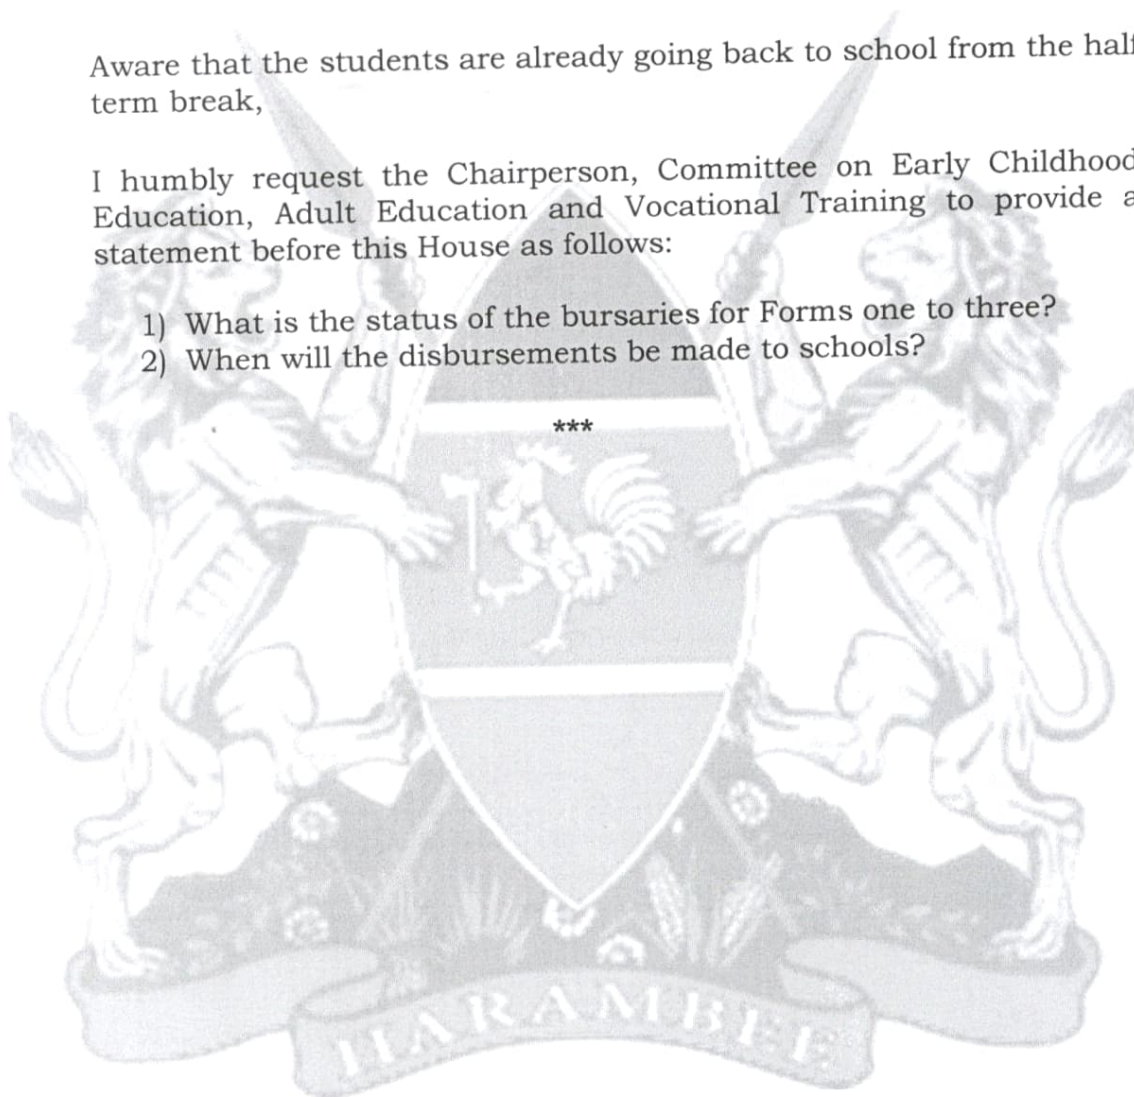 Aware that the students are already going back to school from the half
term break,
I humbly request the Chairperson, Committee on Early Childhood
Education, Adult Education and Vocational Training to provide a
statement before this House as follows:
1) What is the status of the bursaries for Forms one to three?
2) When will the disbursements be made to schools?
***
HARAMBEE